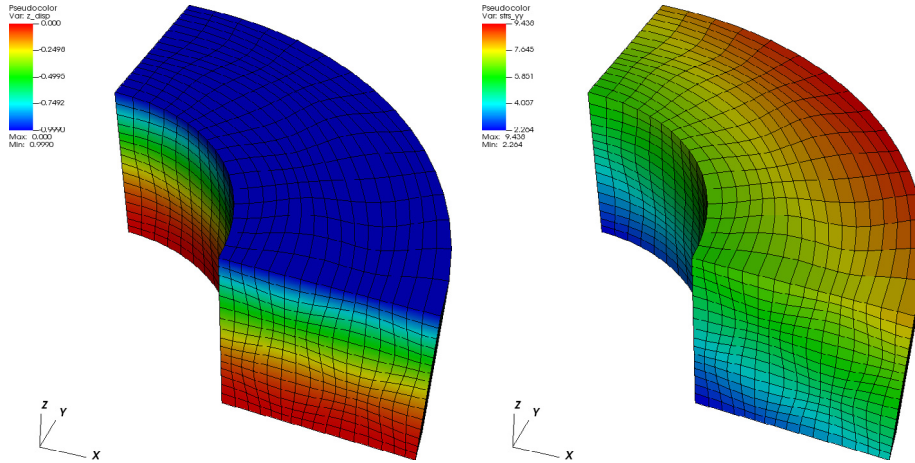 Pseudocolor
Var: z_disp
0.000
-0.2498
-0.4995
-0.7492
-0.9990
Max: 0.000
Min: 0.9990
Z
Y
X
Pseudocolor
Var: strs_yy
9.438
7.645
5.851
4.057
2.264
Max: 9.438
Min: 2.264
Z
Y
X